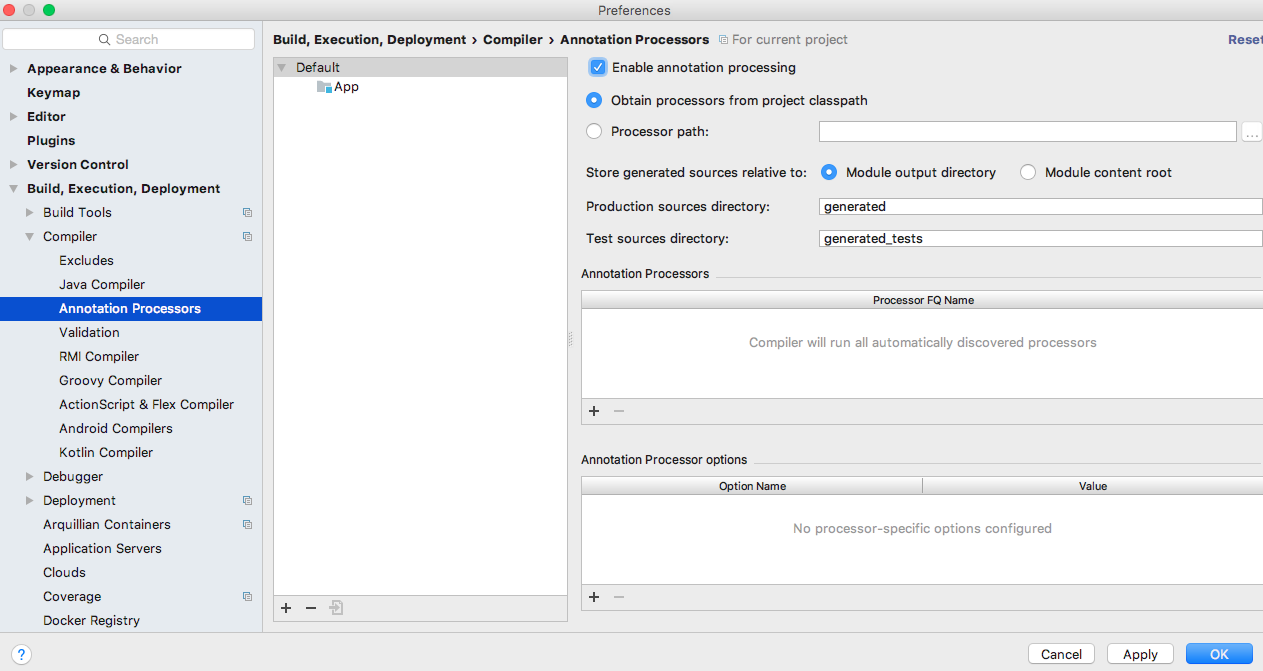 Preferences
Search
Appearance & Behavior
Keymap
Editor
Plugins
Version Control
Build, Execution, Deployment
Build Tools
Compiler
Excludes
Java Compiler
Annotation Processors
Validation
RMI Compiler
Groovy Compiler
ActionScript & Flex Compiler
Android Compilers
Kotlin Compiler
Debugger
Deployment
Arquillian Containers
Application Servers
Clouds
Coverage
Docker Registry
?
Build, Execution, Deployment › Compiler › Annotation Processors For current project
Reset
Default
App
Enable annotation processing
Obtain processors from project classpath
Processor path:
...
Store generated sources relative to: Module output directory Module content root
Production sources directory: generated
Test sources directory: generated_tests
Annotation Processors
Processor FQ Name
Compiler will run all automatically discovered processors
Annotation Processor options
Option Name Value
No processor-specific options configured
Cancel Apply OK